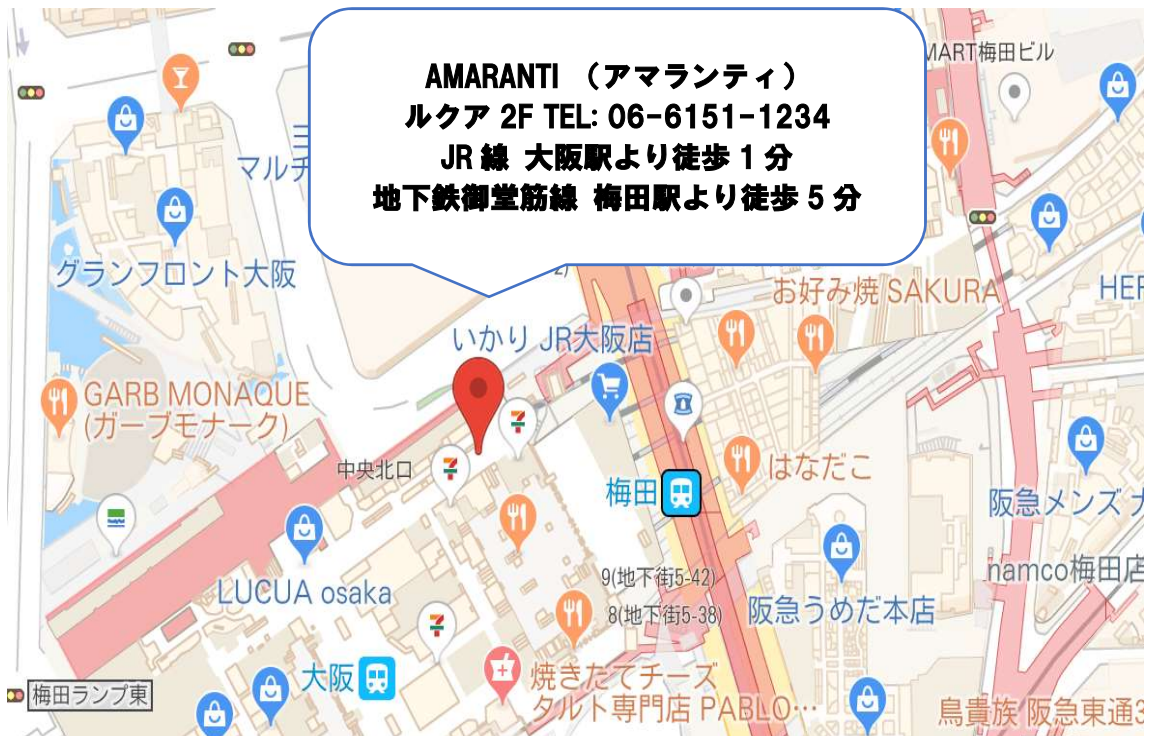 AMARANTI （アマランティ）
ルクア 2F TEL: 06-6151-1234
JR 線 大阪駅より徒歩 1 分
地下鉄御堂筋線 梅田駅より徒歩 5 分
MART梅田ビル
マルチ
グランフロント大阪
お好み焼 SAKURA
HEP
いかり JR大阪店
GARB MONAQUE
(ガーブモナーク)
中央北口
はなだこ
梅田
阪急メンズ
LUCUA osaka
9(地下街5-42)
8(地下街5-38)
namco梅田店
阪急うめだ本店
大阪
梅田ランプ東
焼きたてチーズ
タルト専門店 PABLO…
鳥貴族 阪急東通3